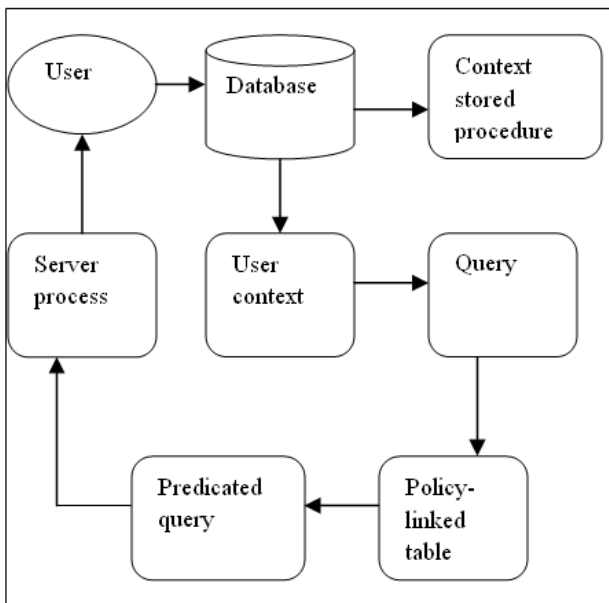 User
Database
Context
stored
procedure
Server
process
User
context
Query
Predicated
query
Policy-
linked
table